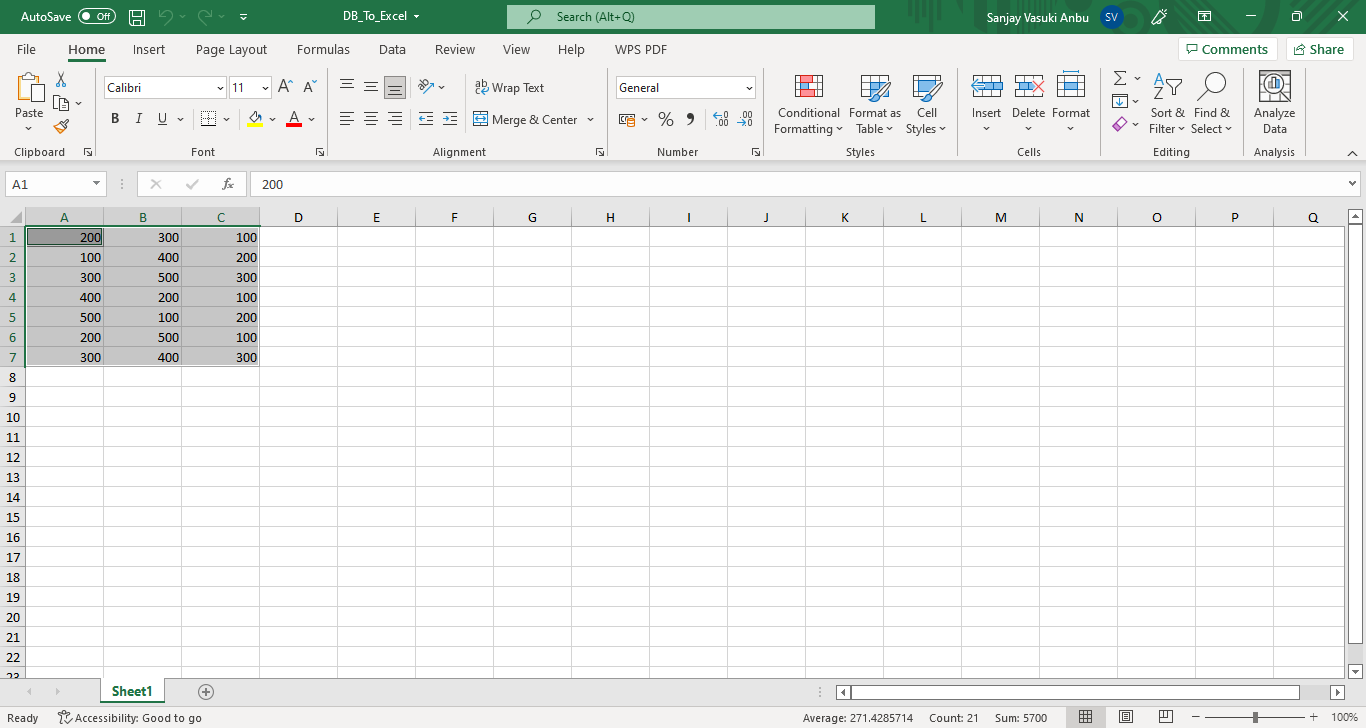 AutoSave Off DB_To_Excel Search (Alt+Q) Sanjay Vasuki Anbu SV
File Home Insert Page Layout Formulas Data Review View Help WPS PDF Comments Share
Paste Calibri 11 Wrap Text General Conditional Formatting Format as Table Cell Styles Insert Delete Format Sort & Filter Find & Select Analyze Data
B I U A Merge & Center % 9
Clipboard Font Alignment Number Styles Cells Editing Analysis
A1 fx 200
A B C D E F G H I J K L M N O P Q
1 200 300 100
2 100 400 200
3 300 500 300
4 400 200 100
5 500 100 200
6 200 500 100
7 300 400 300
8
9
10
11
12
13
14
15
16
17
18
19
20
21
22
23
Sheet1
Ready Accessibility: Good to go Average: 271.4285714 Count: 21 Sum: 5700 100%